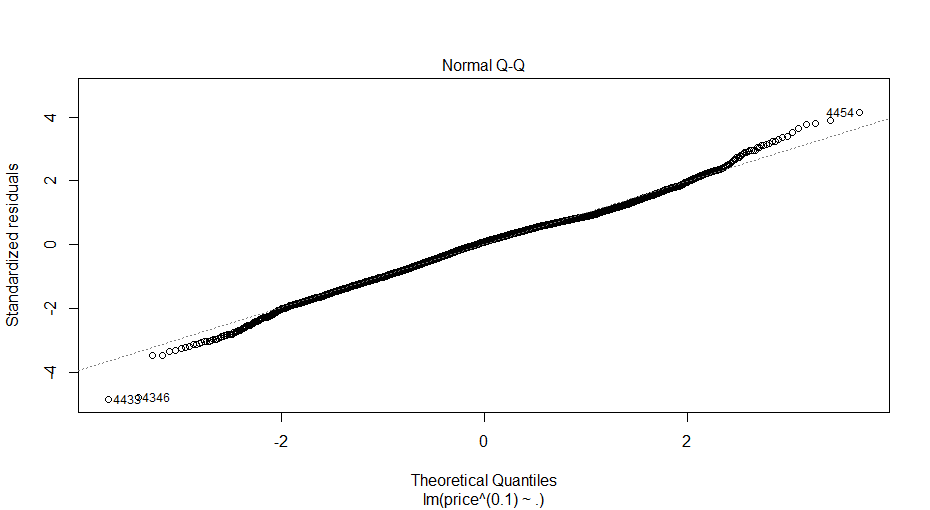 Normal Q-Q
Standardized residuals
4
2
0
-2
-4
4454
4439 4346
-2 0 2
Theoretical Quantiles
lm(price^(0.1) ~ .)